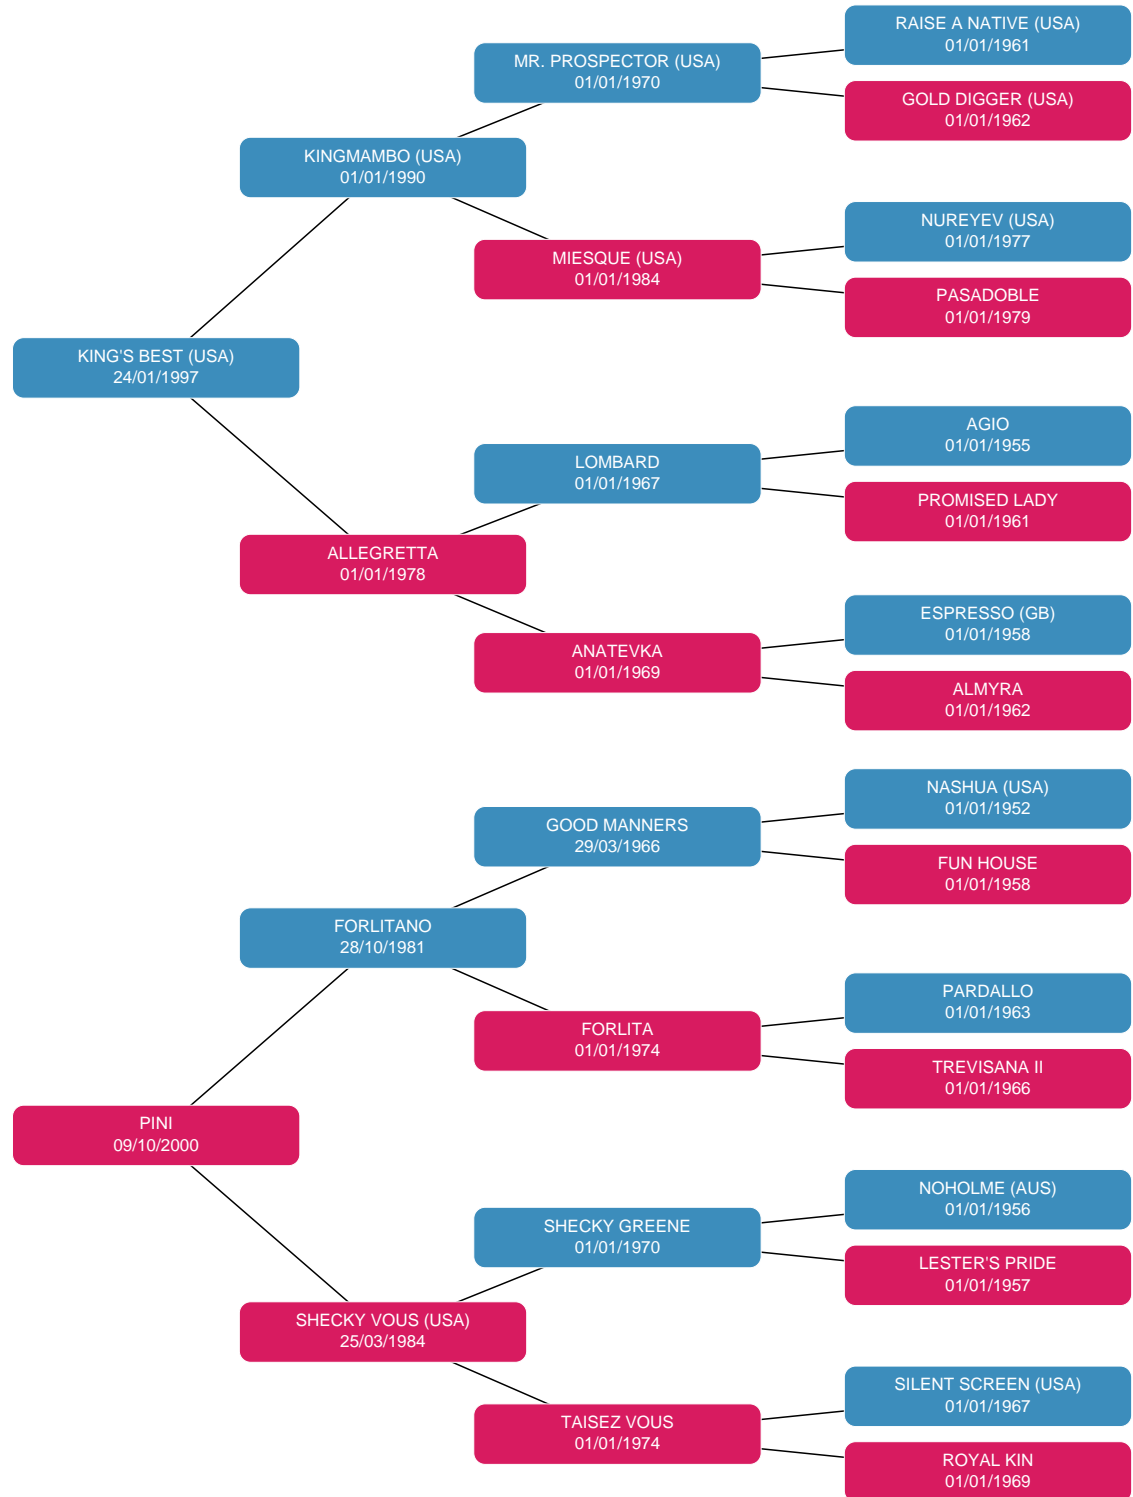 RAISE A NATIVE (USA)
01/01/1961
MR. PROSPECTOR (USA)
01/01/1970
GOLD DIGGER (USA)
01/01/1962
KINGMAMBO (USA)
01/01/1990
NUREYEV (USA)
01/01/1977
MIESQUE (USA)
01/01/1984
PASADOBLE
01/01/1979
KING'S BEST (USA)
24/01/1997
AGIO
01/01/1955
LOMBARD
01/01/1967
PROMISED LADY
01/01/1961
ALLEGRETTA
01/01/1978
ESPRESSO (GB)
01/01/1958
ANATEVKA
01/01/1969
ALMYRA
01/01/1962
NASHUA (USA)
01/01/1952
GOOD MANNERS
29/03/1966
FUN HOUSE
01/01/1958
FORLITANO
28/10/1981
PARDALLO
01/01/1963
FORLITA
01/01/1974
TREVISANA II
01/01/1966
PINI
09/10/2000
NOHOLME (AUS)
01/01/1956
SHECKY GREENE
01/01/1970
LESTER'S PRIDE
01/01/1957
SHECKY VOUS (USA)
25/03/1984
SILENT SCREEN (USA)
01/01/1967
TAISEZ VOUS
01/01/1974
ROYAL KIN
01/01/1969